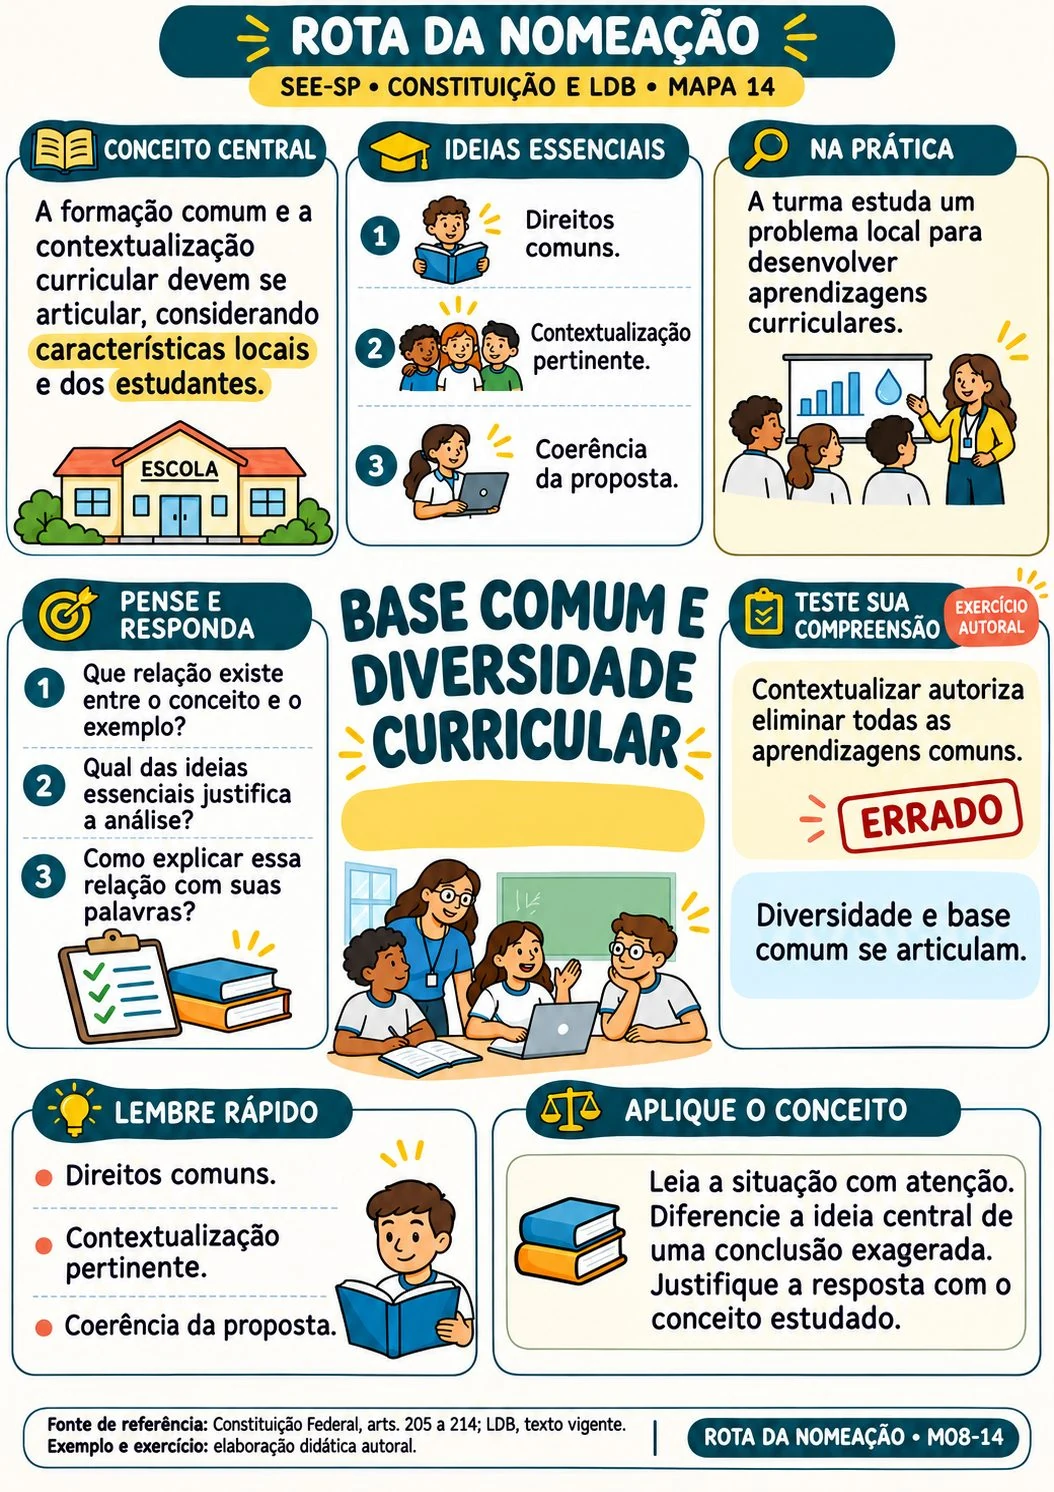 ROTA DA NOMEAÇÃO
SEE-SP • CONSTITUIÇÃO E LDB • MAPA 14
CONCEITO CENTRAL
A formação comum e a
contextualização
curricular devem se
articular, considerando
características locais
e dos estudantes.
ESCOLA
IDEIAS ESSENCIAIS
1
Direitos
comuns.
2
Contextualização
pertinente.
3
Coerência
da proposta.
NA PRÁTICA
A turma estuda um
problema local para
desenvolver
aprendizagens
curriculares.
PENSE E
RESPONDA
1
Que relação existe
entre o conceito e o
exemplo?
2
Qual das ideias
essenciais justifica
a análise?
3
Como explicar essa
relação com suas
palavras?
BASE COMUM E
DIVERSIDADE
CURRICULAR
TESTE SUA
COMPREENSÃO
EXERCÍCIO
AUTORAL
Contextualizar autoriza
eliminar todas as
aprendizagens comuns.
ERRADO
Diversidade e base
comum se articulam.
LEMBRE RÁPIDO
Direitos comuns.
Contextualização
pertinente.
Coerência da proposta.
APLIQUE O CONCEITO
Leia a situação com atenção.
Diferencie a ideia central de
uma conclusão exagerada.
Justifique a resposta com o
conceito estudado.
Fonte de referência: Constituição Federal, arts. 205 a 214; LDB, texto vigente.
Exemplo e exercício: elaboração didática autoral.
ROTA DA NOMEAÇÃO • M08-14